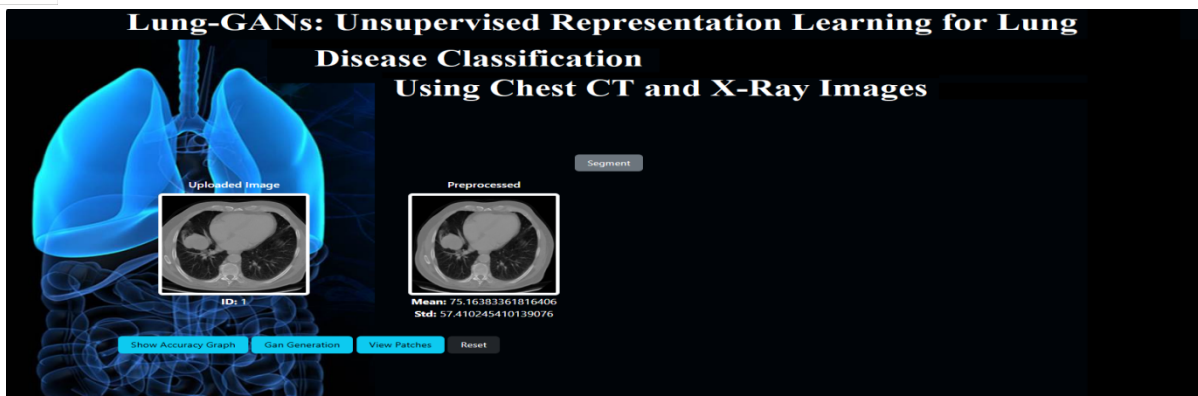 Lung-GANs: Unsupervised Representation Learning for Lung
Disease Classification
Using Chest CT and X-Ray Images
Segment
Uploaded Image
Preprocessed
ID: 1
Mean: 75.16383361816406
Std: 57.410245410139076
Show Accuracy Graph
Gan Generation
View Patches
Reset